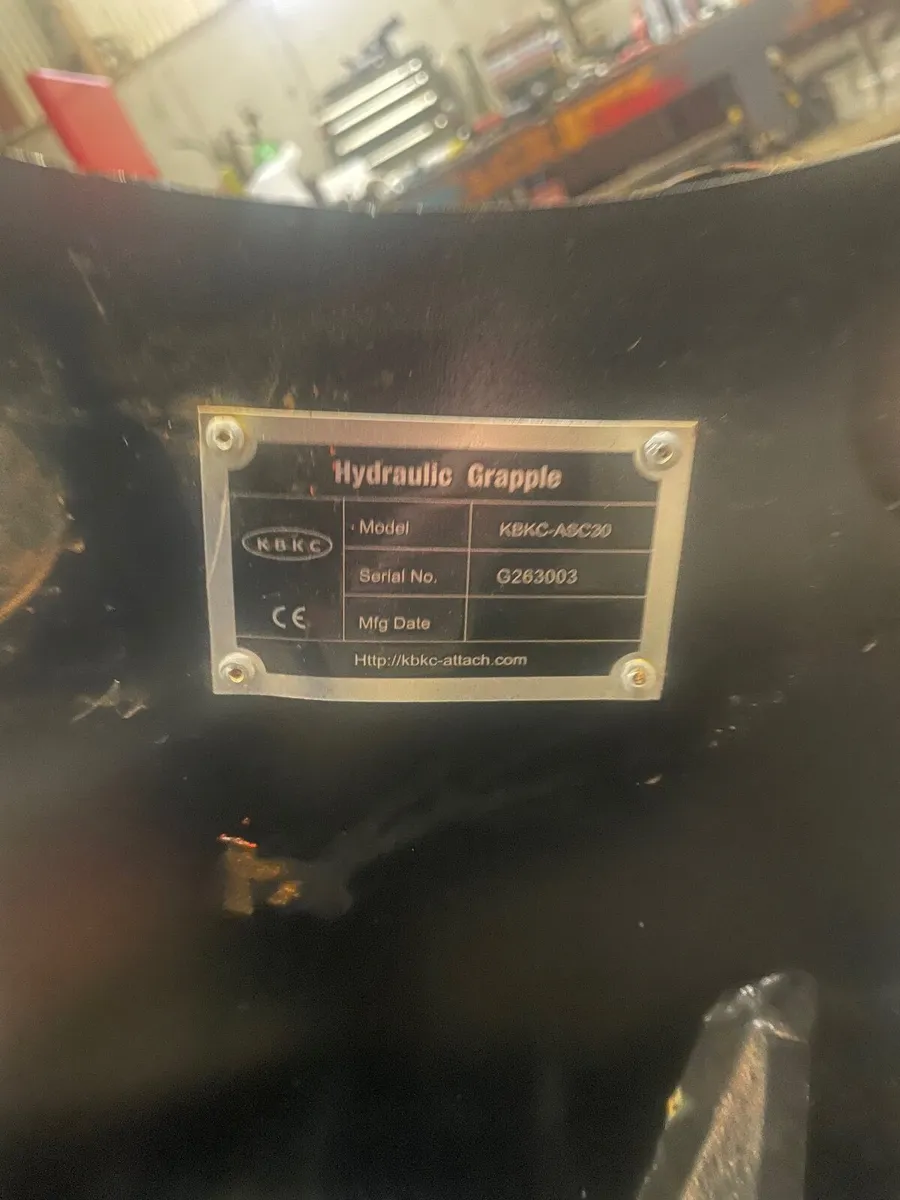 Hydraulic Grapple
KBKC
CE
Model KBKC-ASC30
Serial No. G263003
Mfg Date
Http://kbkc-attach.com